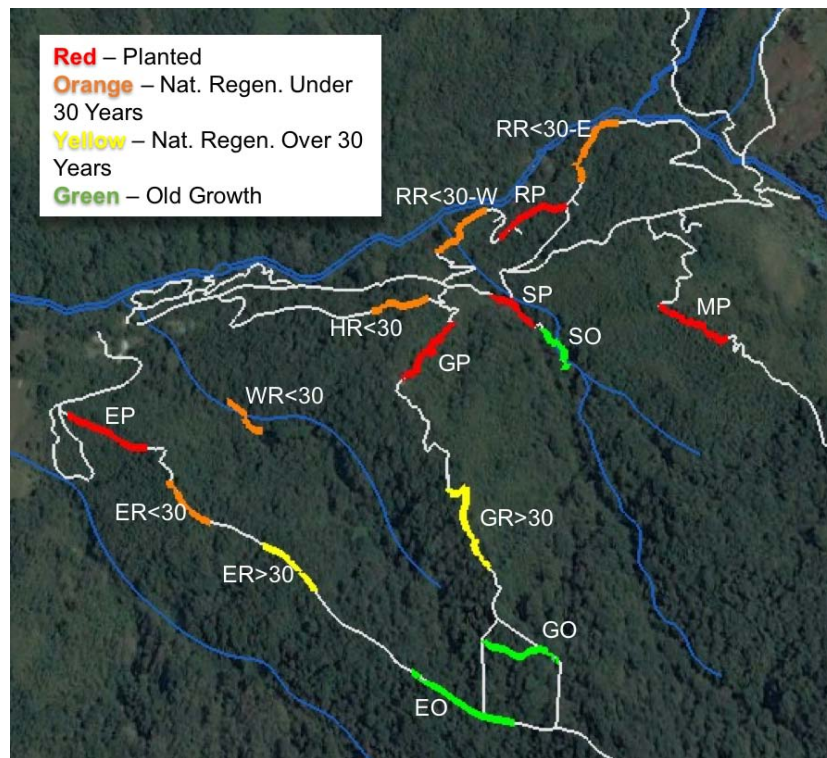 Red – Planted
Orange – Nat. Regen. Under
30 Years
Yellow – Nat. Regen. Over 30
Years
Green – Old Growth
RR<30-E
RR<30-W
RP
SP
MP
HR<30
SO
GP
WR<30
EP
ER<30
GR>30
ER>30
GO
EO